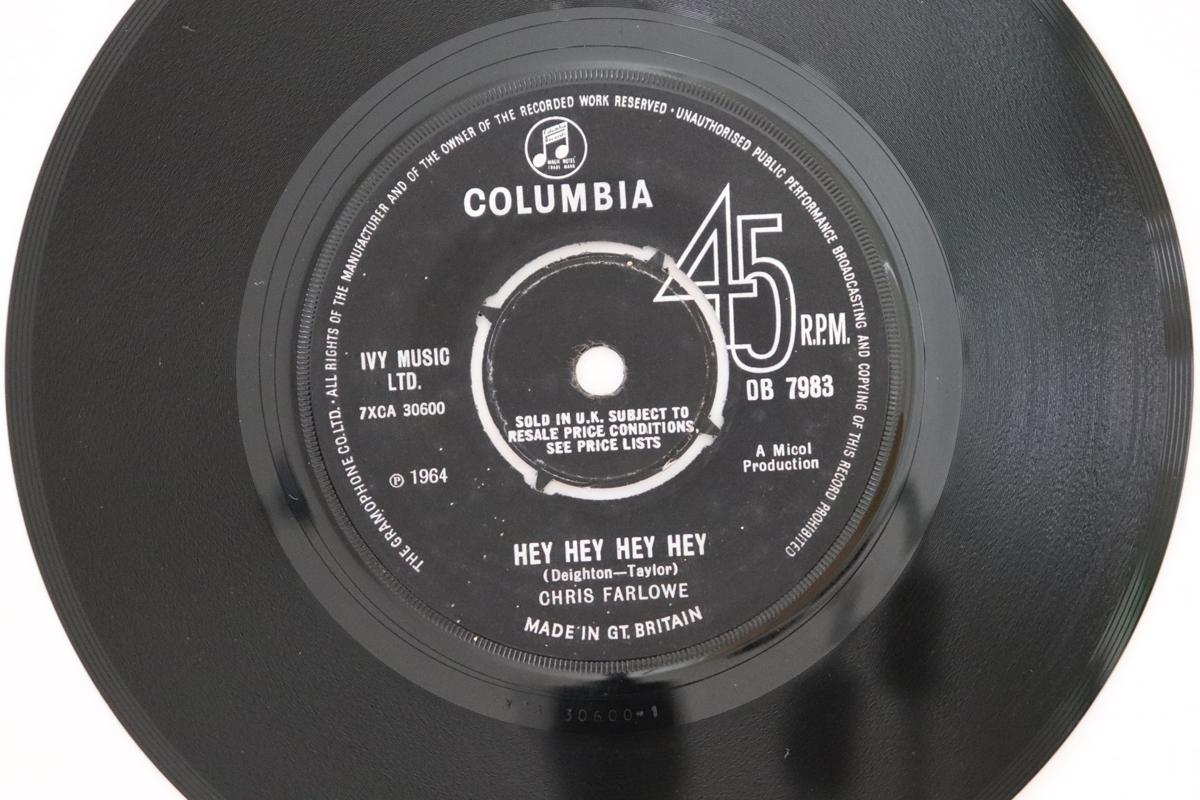 THE GRAMOPHONE CO. LTD. · ALL RIGHTS OF THE MANUFACTURER AND OF THE OWNER OF THE RECORDED WORK RESERVED · UNAUTHORISED PUBLIC PERFORMANCE BROADCASTING AND COPYING OF THIS RECORD PROHIBITED
COLUMBIA
45
R.P.M.
IVY MUSIC
LTD.
7XCA 30600
DB 7983
SOLD IN U.K. SUBJECT TO
RESALE PRICE CONDITIONS,
SEE PRICE LISTS
A Micol
Production
℗ 1964
HEY HEY HEY HEY
(Deighton—Taylor)
CHRIS FARLOWE
MADE IN GT. BRITAIN
30600-1